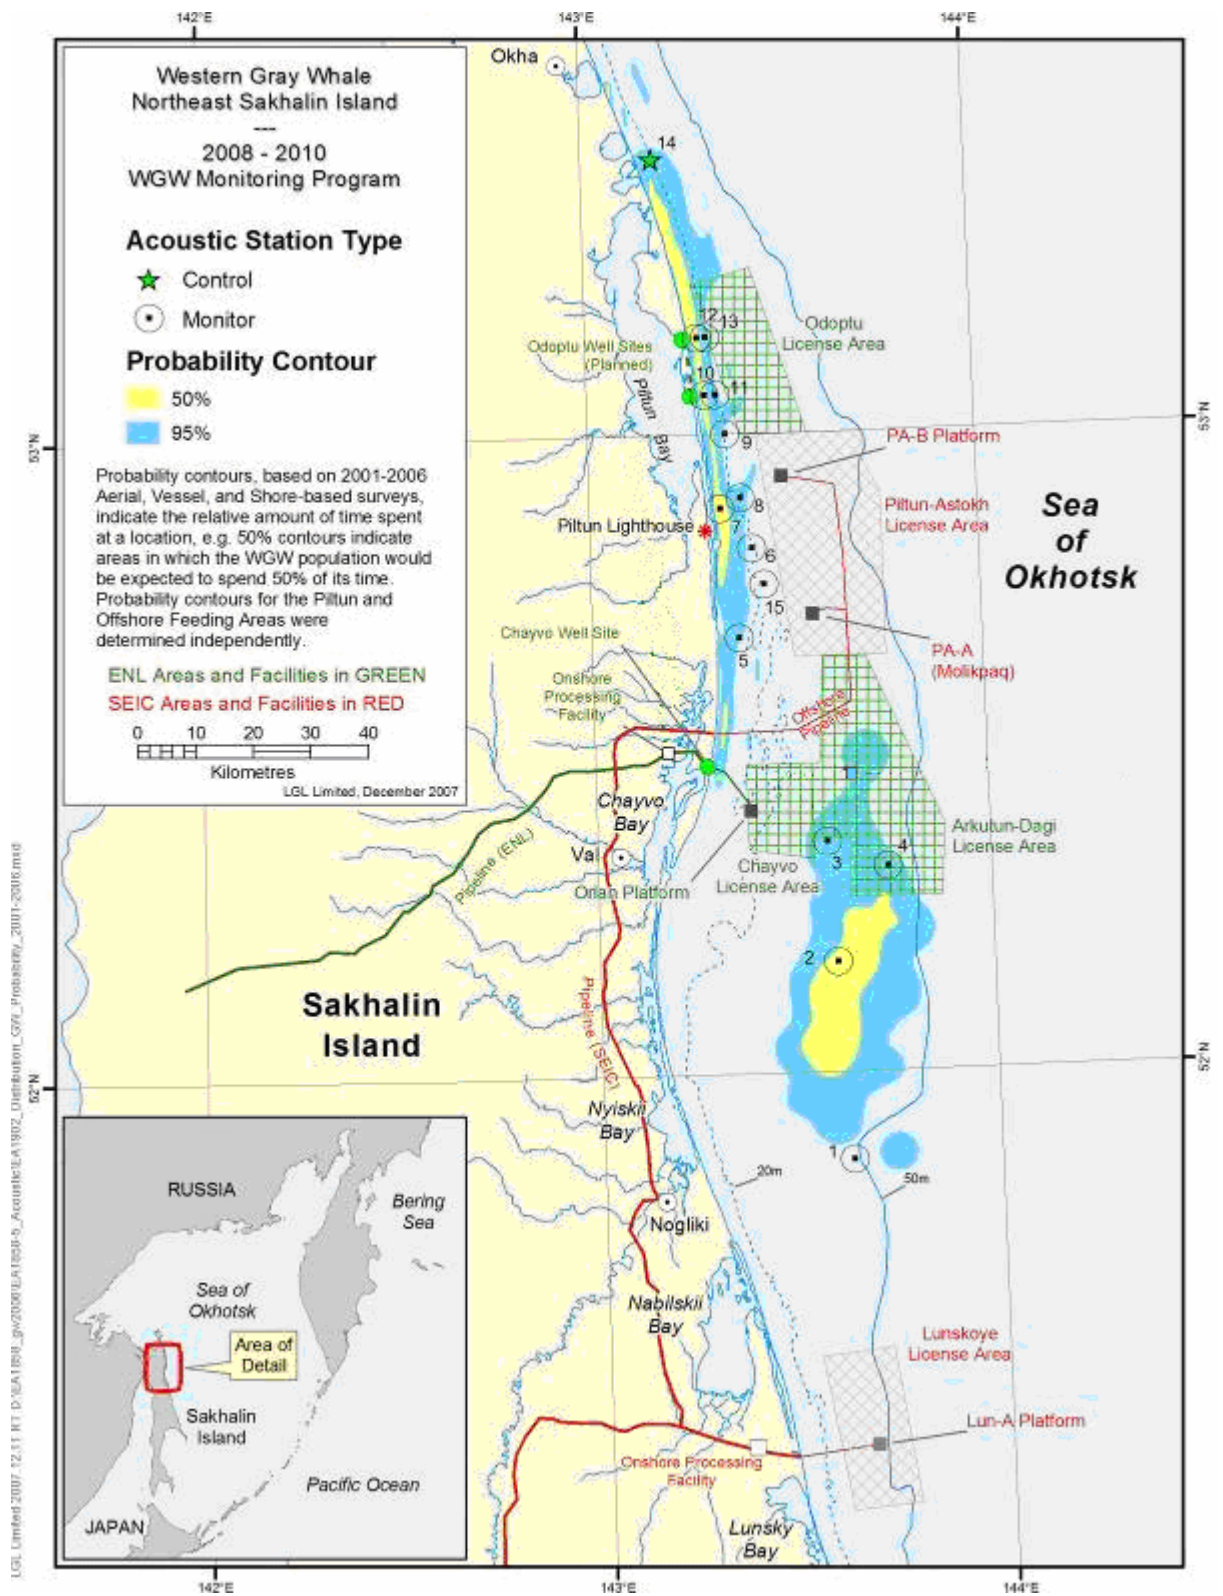 142°E
143°E
144°E
Western Gray Whale
Northeast Sakhalin Island
---
2008 - 2010
WGW Monitoring Program
Acoustic Station Type
Control
Monitor
Probability Contour
50%
95%
Probability contours, based on 2001-2006
Aerial, Vessel, and Shore-based surveys,
indicate the relative amount of time spent
at a location, e.g. 50% contours indicate
areas in which the WGW population would
be expected to spend 50% of its time.
Probability contours for the Piltun and
Offshore Feeding Areas were
determined independently.
ENL Areas and Facilities in GREEN
SEIC Areas and Facilities in RED
0 10 20 30 40
Kilometres
LGL Limited, December 2007
Okha
14
12 13
Odoptu
License Area
Odoptu Well Sites
(Planned)
10
11
Piltun Bay
9
53°N
53°N
PA-B Platform
8
Piltun-Astokh
License Area
Sea
of
Okhotsk
Piltun Lighthouse
7
6
15
Chayvo Well Site
5
PA-A
(Molikpaq)
Onshore
Processing
Facility
Offshore
Pipeline
Chayvo
Bay
Arkutun-Dagi
License Area
3
4
Val
Chayvo
License Area
Orlan Platform
Pipeline (ENL)
2
Sakhalin
Island
Pipeline (SEIC)
52°N
52°N
Nyiskii
Bay
1
20m
50m
Nogliki
Nabilskii
Bay
Lunskoye
License Area
Lun-A Platform
Onshore Processing
Facility
Lunsky
Bay
RUSSIA
Bering
Sea
Sea of
Okhotsk
Area of
Detail
Sakhalin
Island
Pacific Ocean
JAPAN
142°E
143°E
144°E